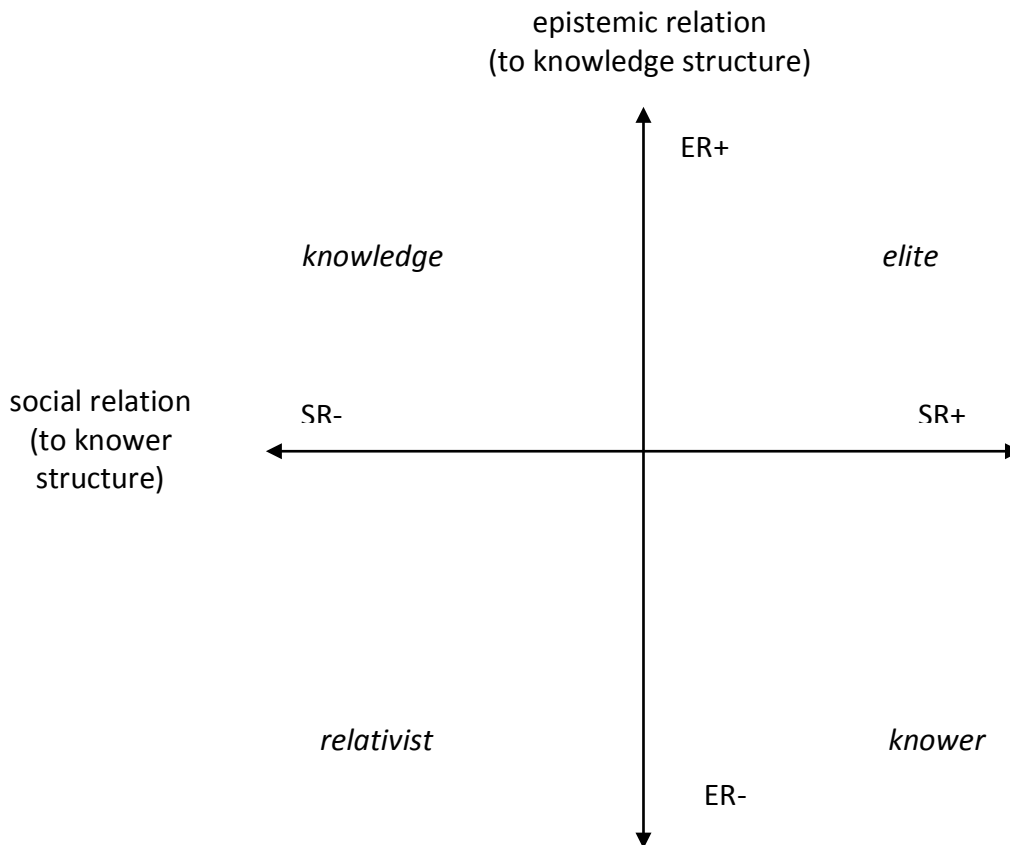 epistemic relation
(to knowledge structure)
ER+
knowledge
elite
social relation
(to knower
structure)
SR-
SR+
relativist
knower
ER-